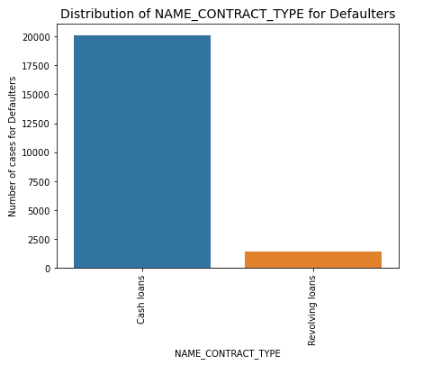 Distribution of NAME_CONTRACT_TYPE for Defaulters
20000
17500
15000
12500
10000
7500
5000
2500
0
Number of cases for Defaulters
Cash loans
Revolving loans
NAME_CONTRACT_TYPE